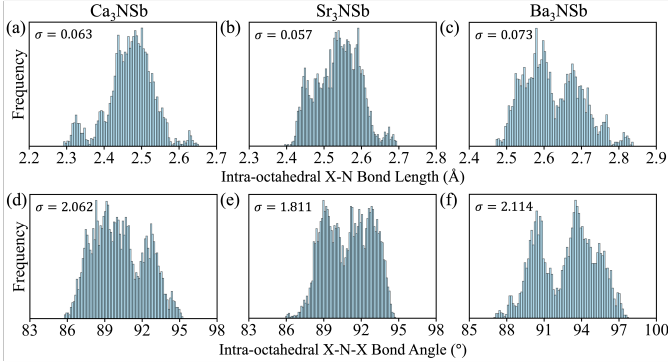 Ca₃NSb Sr₃NSb Ba₃NSb
(a) σ = 0.063 (b) σ = 0.057 (c) σ = 0.073
Frequency
2.2 2.3 2.4 2.5 2.6 2.7 2.3 2.4 2.5 2.6 2.7 2.8 2.4 2.5 2.6 2.7 2.8 2.9
Intra-octahedral X-N Bond Length (Å)
(d) σ = 2.062 (e) σ = 1.811 (f) σ = 2.114
Frequency
83 86 89 92 95 98 83 86 89 92 95 98 85 88 91 94 97 100
Intra-octahedral X-N-X Bond Angle (°)